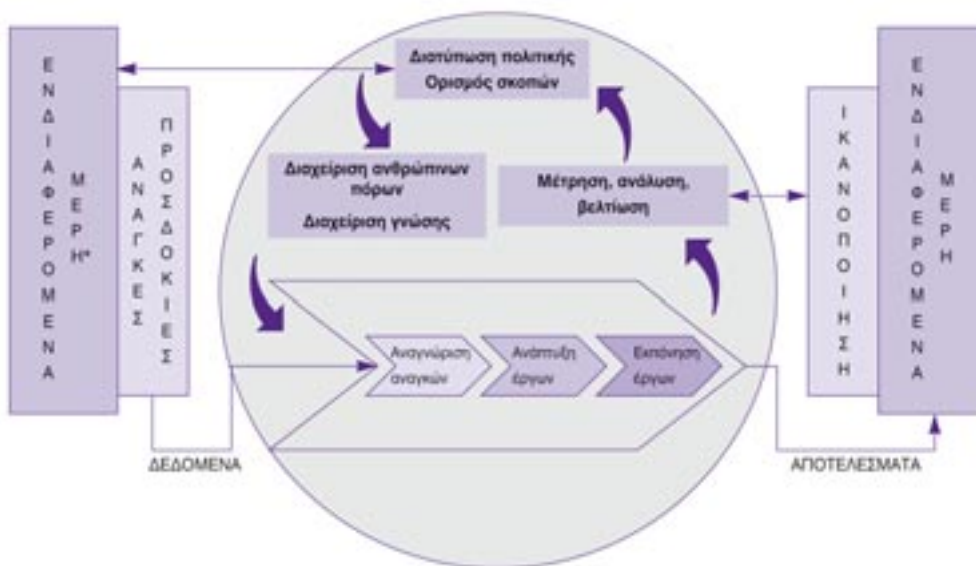 ΕΝΔΙΑΦΕΡΟΜΕΝΑ
ΜΕΡΗ*
ΑΝΑΓΚΕΣ
ΠΡΟΣΔΟΚΙΕΣ
Διατύπωση πολιτικής
Ορισμός σκοπών
Διαχείριση ανθρώπινων
πόρων
Διαχείριση γνώσης
Μέτρηση, ανάλυση,
βελτίωση
Αναγνώριση
αναγκών
Ανάπτυξη
έργων
Εκπόνηση
έργων
ΔΕΔΟΜΕΝΑ
ΑΠΟΤΕΛΕΣΜΑΤΑ
ΙΚΑΝΟΠΟΙΗΣΗ
ΕΝΔΙΑΦΕΡΟΜΕΝΑ
ΜΕΡΗ